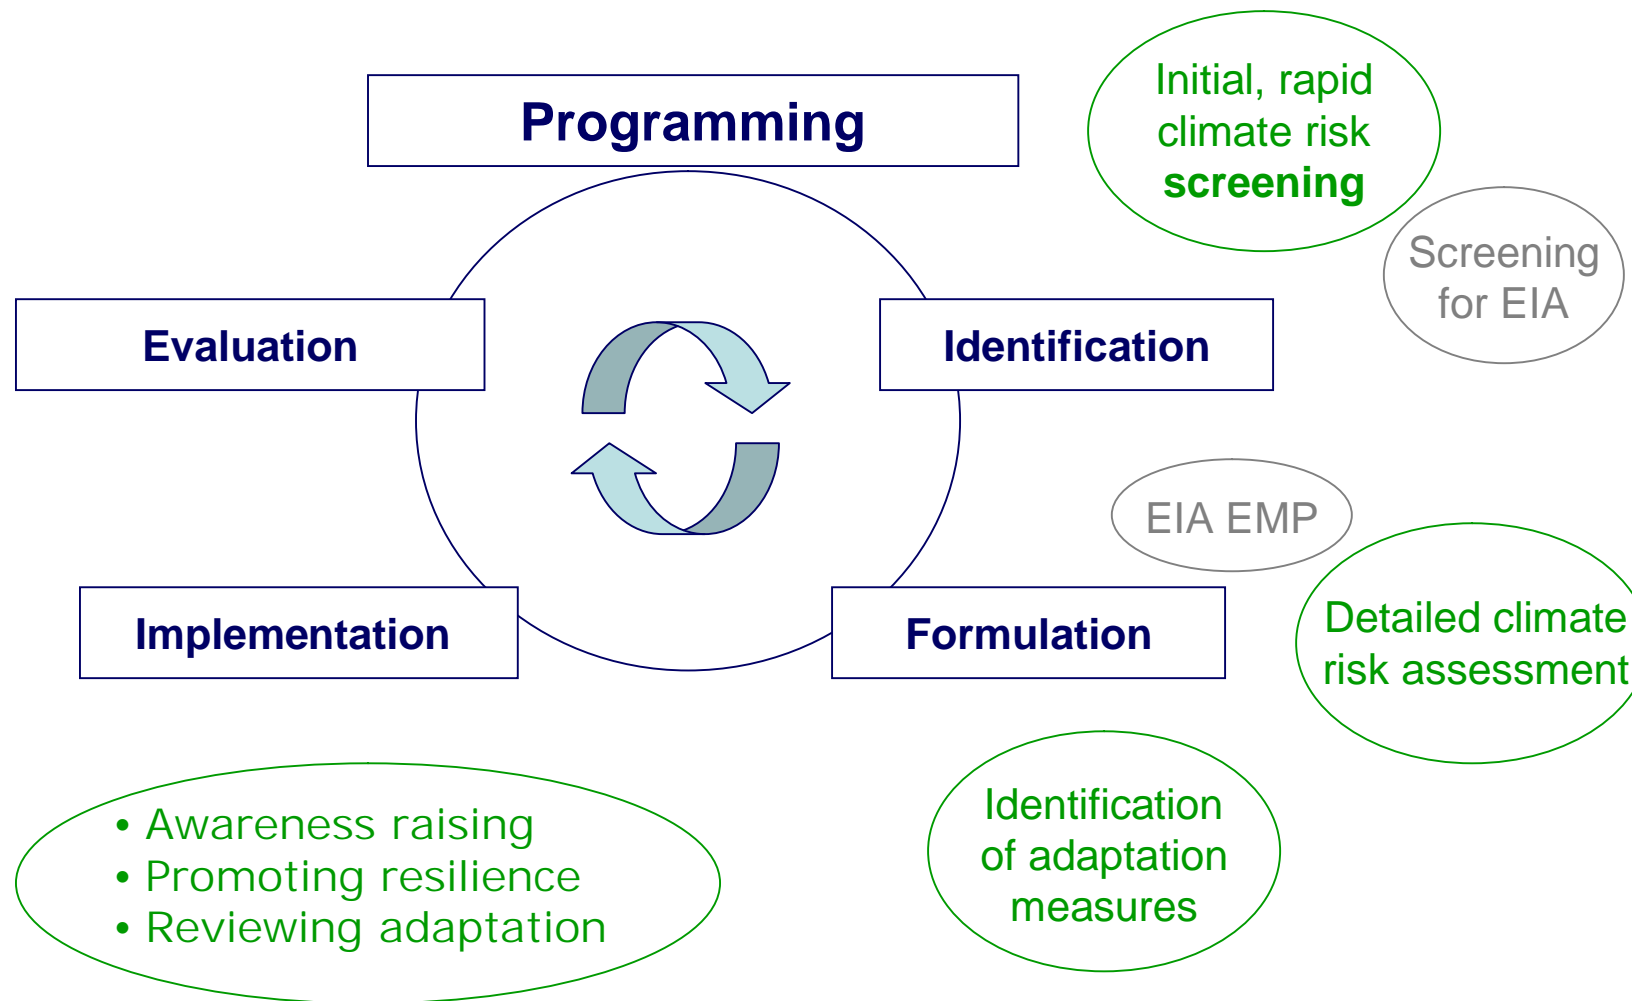 Programming
Initial, rapid
climate risk
screening
Screening
for EIA
Evaluation
Identification
EIA EMP
Implementation
Formulation
Detailed climate
risk assessment
Identification
of adaptation
measures
• Awareness raising
• Promoting resilience
• Reviewing adaptation